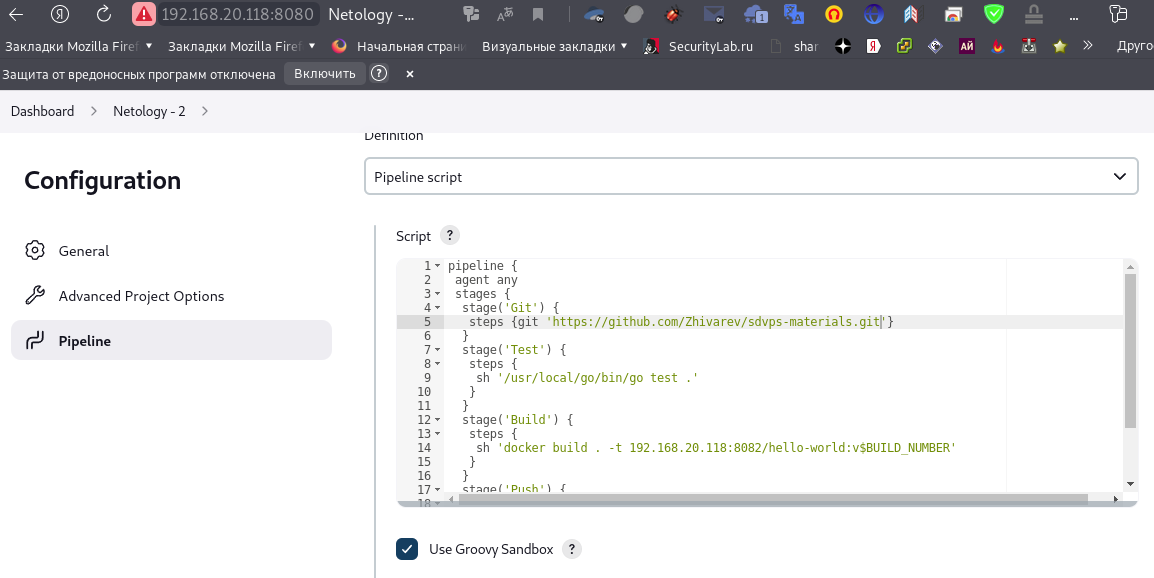 192.168.20.118:8080 Netology -...
Закладки Mozilla Firef Закладки Mozilla Firef Начальная страни Визуальные закладки SecurityLab.ru shar Я АЙ Друго
Защита от вредоносных программ отключена Включить ? ×
Dashboard > Netology - 2 >
Definition
Configuration
Pipeline script
Script ?
General
Advanced Project Options
Pipeline
1 pipeline {
2 agent any
3 stages {
4 stage('Git') {
5 steps {git 'https://github.com/Zhivarev/sdvps-materials.git'}
6 }
7 stage('Test') {
8 steps {
9 sh '/usr/local/go/bin/go test .'
10 }
11 }
12 stage('Build') {
13 steps {
14 sh 'docker build . -t 192.168.20.118:8082/hello-world:v$BUILD_NUMBER'
15 }
16 }
17 stage('Push') {
18
Use Groovy Sandbox ?